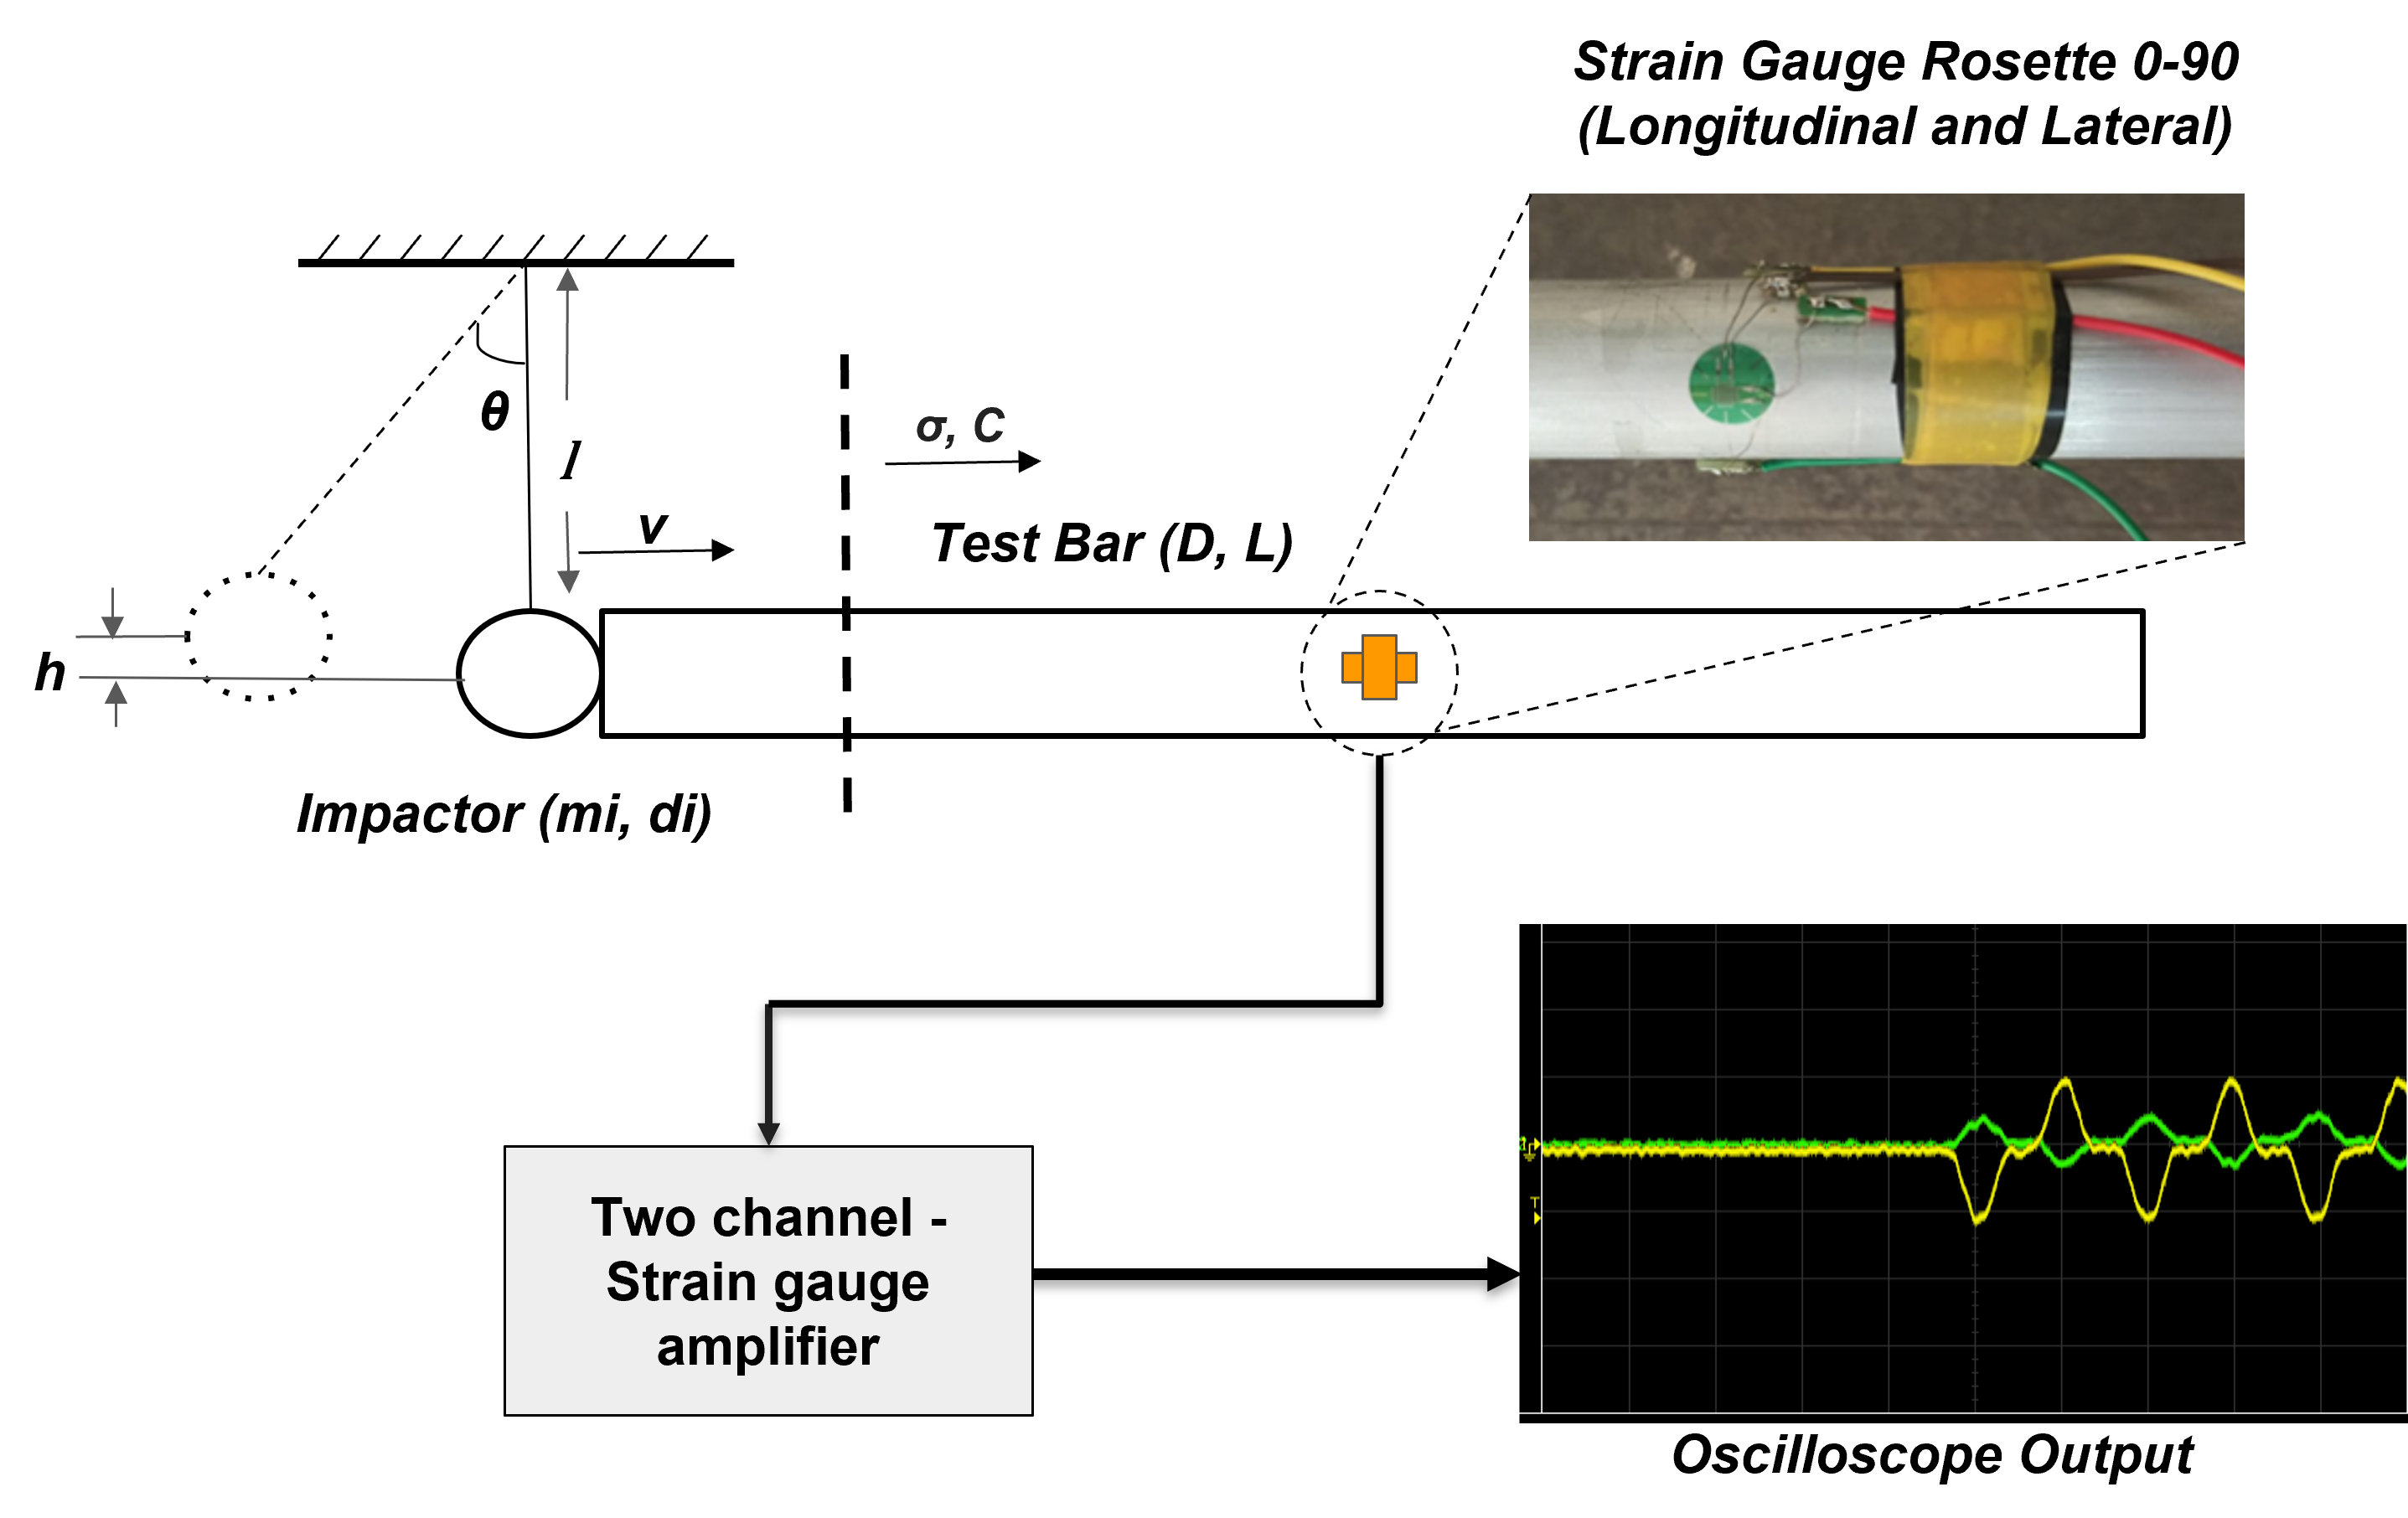 Strain Gauge Rosette 0-90
(Longitudinal and Lateral)
θ
l
σ, C
v
Test Bar (D, L)
h
Impactor (mi, di)
Two channel -
Strain gauge
amplifier
T
Oscilloscope Output